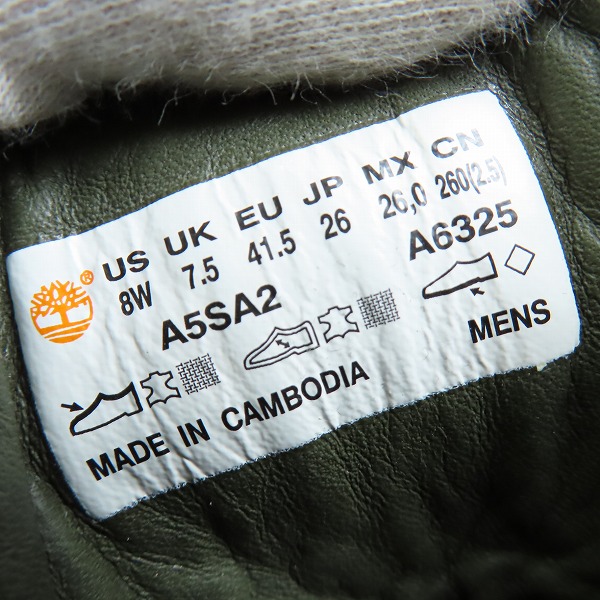 US UK EU JP MX CN
8W 7.5 41.5 26 26,0 260(2.5)
A5SA2 A6325
®
MENS
MADE IN CAMBODIA